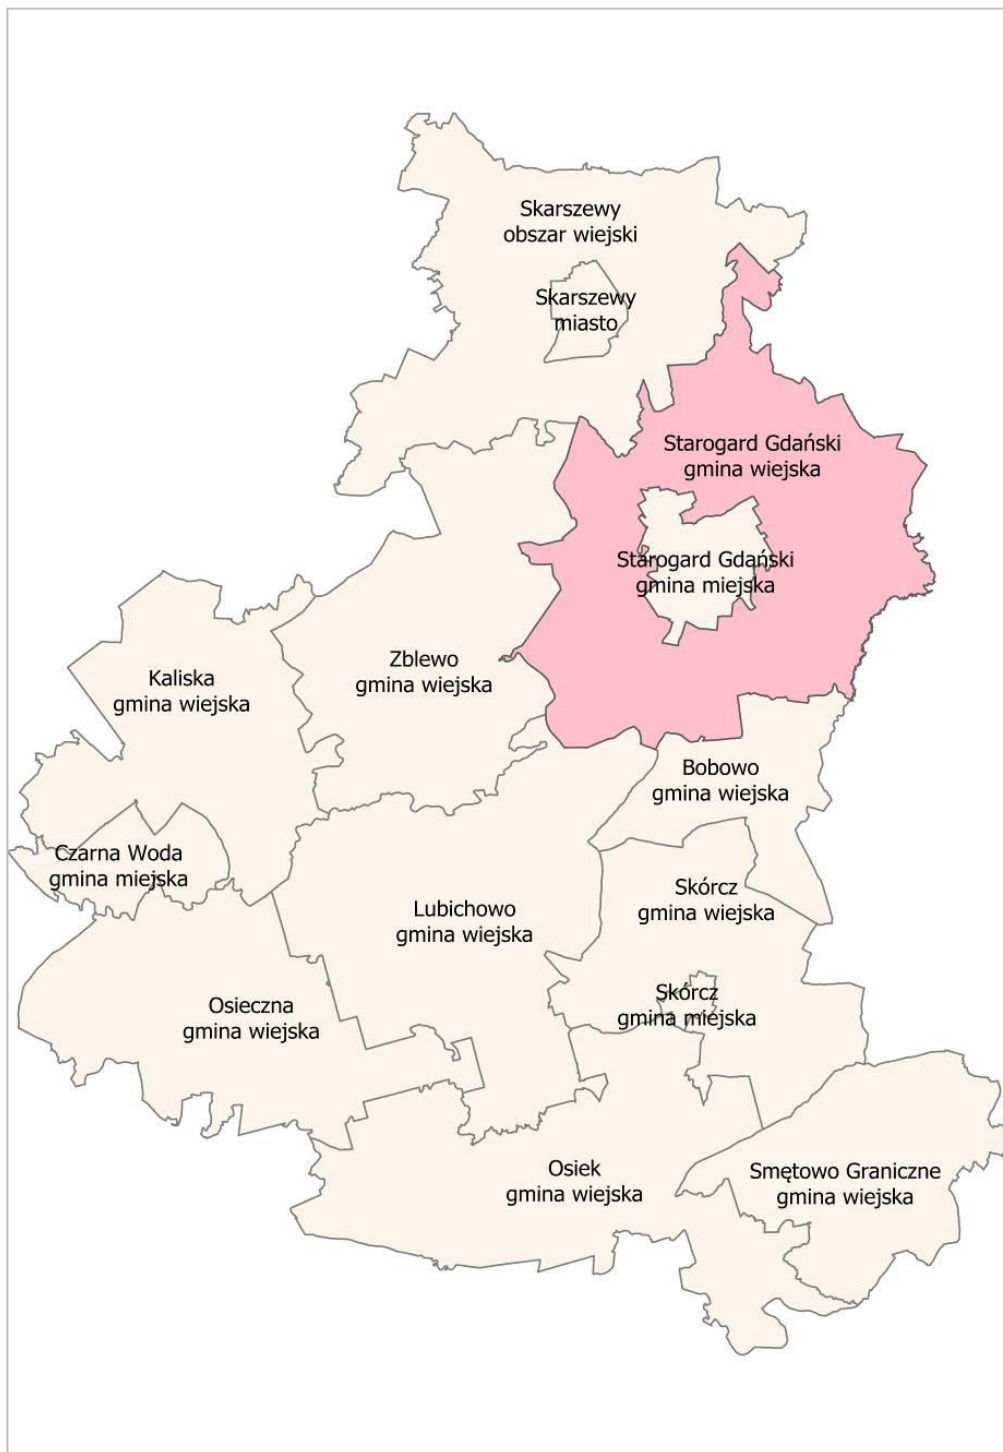 Skarszewy
obszar wiejski
Skarszewy
miasto
Starogard Gdański
gmina wiejska
Starogard Gdański
gmina miejska
Zblewo
gmina wiejska
Kaliska
gmina wiejska
Bobowo
gmina wiejska
Czarna Woda
gmina miejska
Skórcz
gmina wiejska
Lubichowo
gmina wiejska
Skórcz
gmina miejska
Osieczna
gmina wiejska
Osiek
gmina wiejska
Smętowo Graniczne
gmina wiejska